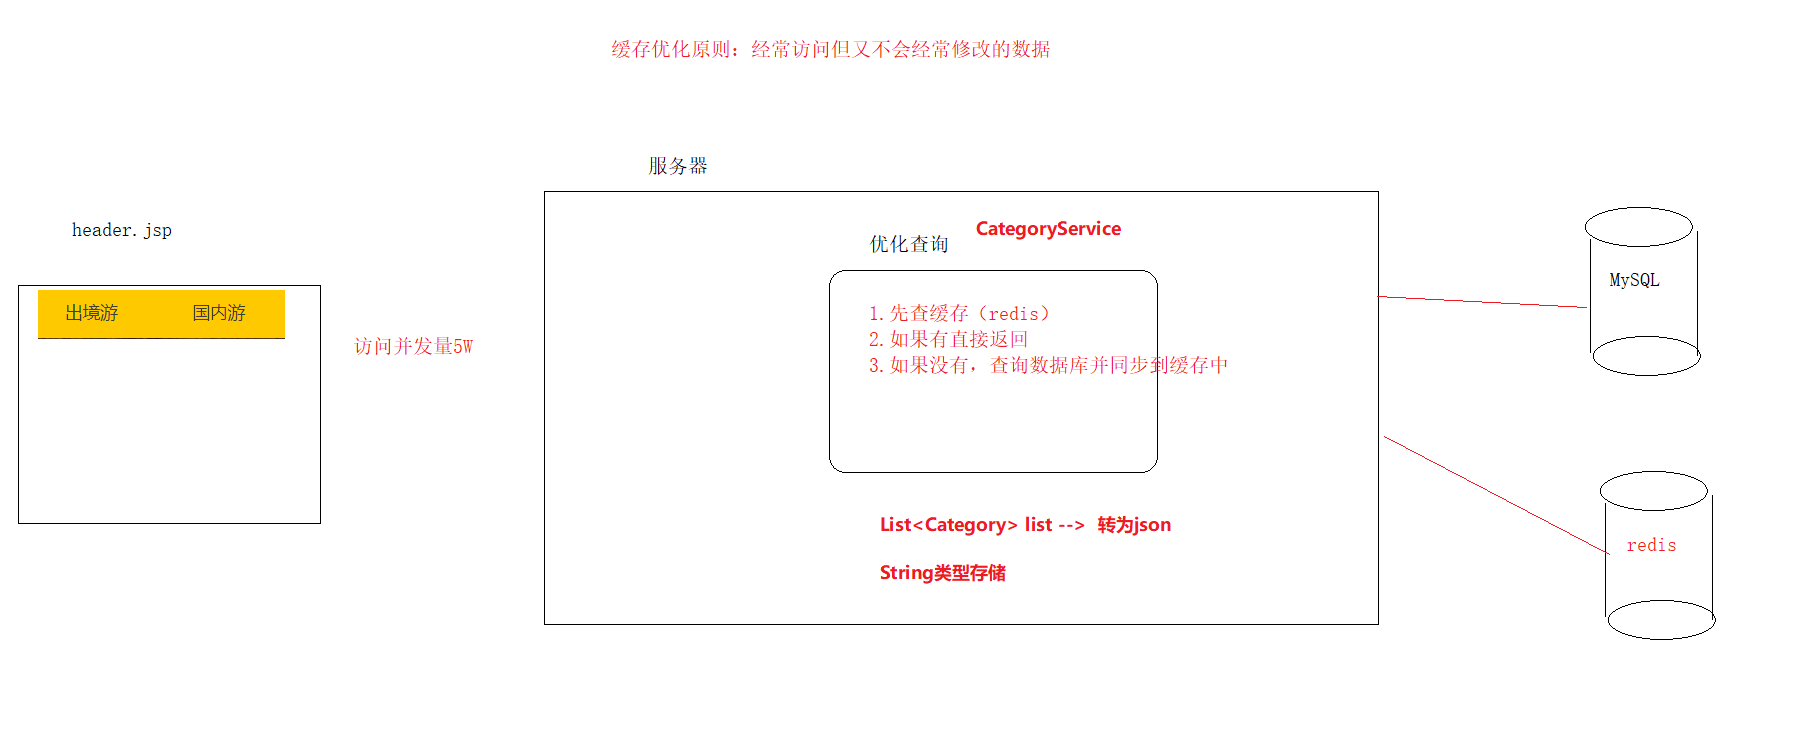 缓存优化原则：经常访问但又不会经常修改的数据
服务器
header.jsp
CategoryService
优化查询
出境游 国内游
访问并发量5W
1.先查缓存（redis）
2.如果有直接返回
3.如果没有，查询数据库并同步到缓存中
MySQL
List<Category> list --> 转为json
String类型存储
redis